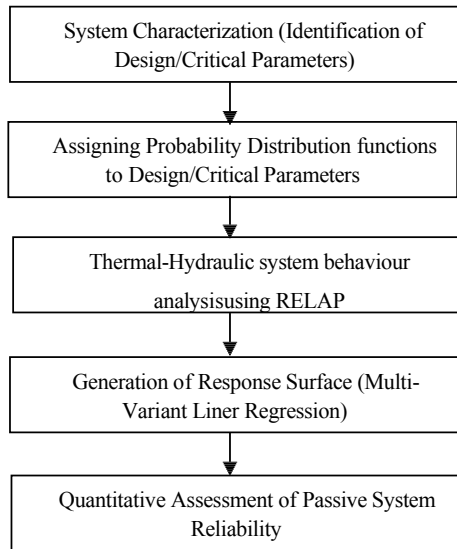 System Characterization (Identification of
Design/Critical Parameters)
Assigning Probability Distribution functions
to Design/Critical Parameters
Thermal-Hydraulic system behaviour
analysisusing RELAP
Generation of Response Surface (Multi-
Variant Liner Regression)
Quantitative Assessment of Passive System
Reliability